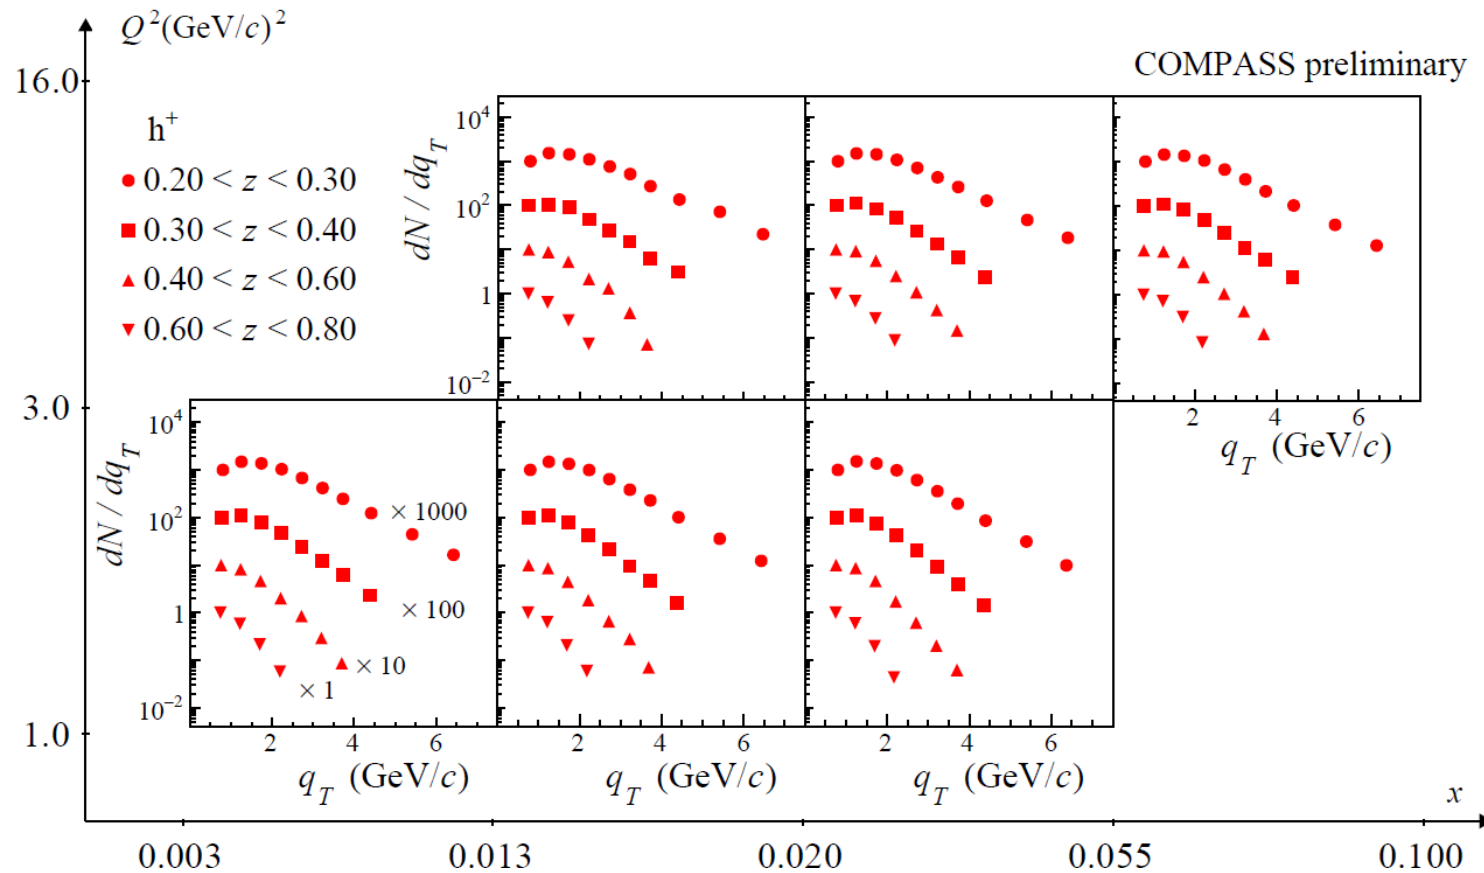 Q²(GeV/c)²
COMPASS preliminary
16.0
h⁺
0.20 < z < 0.30
0.30 < z < 0.40
0.40 < z < 0.60
0.60 < z < 0.80
dN / dq_T
10⁴
10²
1
10⁻²
2 4 6
q_T (GeV/c)
3.0
dN / dq_T
10⁴
10²
1
10⁻²
× 1000
× 100
× 10
× 1
1.0
2 4 6
2 4 6
2 4 6
q_T (GeV/c)
q_T (GeV/c)
q_T (GeV/c)
x
0.003 0.013 0.020 0.055 0.100